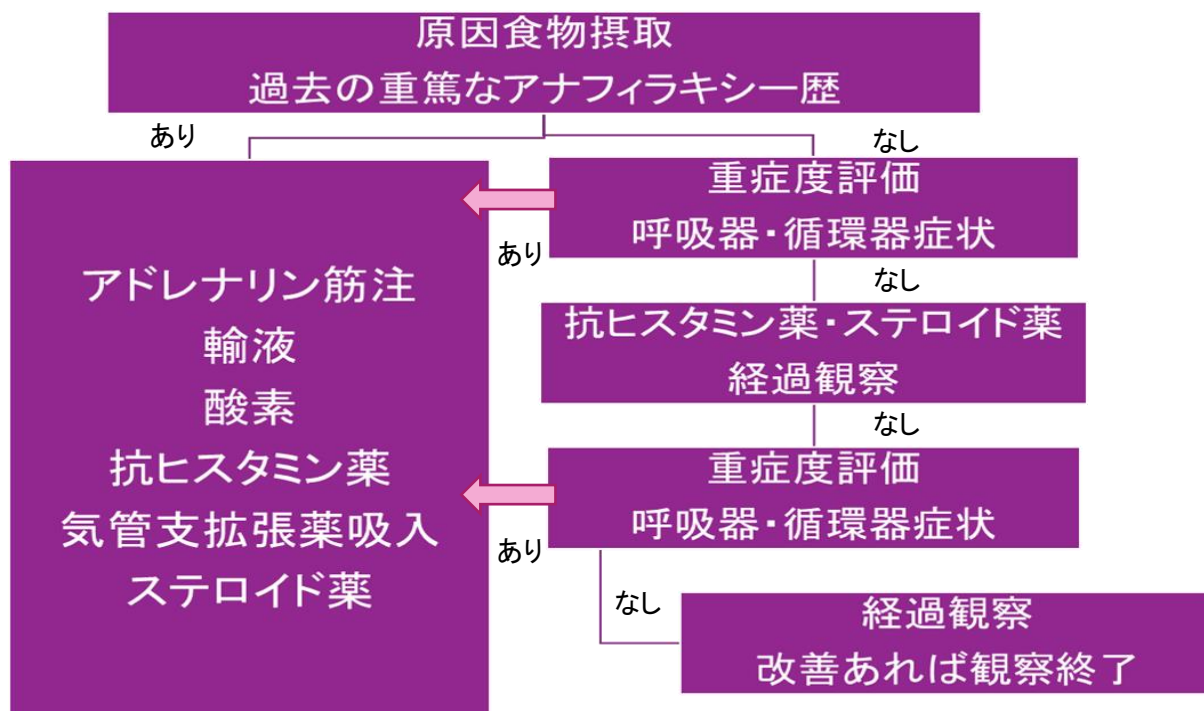 原因食物摂取
過去の重篤なアナフィラキシー歴
あり
なし
重症度評価
呼吸器・循環器症状
あり
なし
アドレナリン筋注
輸液
酸素
抗ヒスタミン薬
気管支拡張薬吸入
ステロイド薬
抗ヒスタミン薬・ステロイド薬
経過観察
なし
重症度評価
呼吸器・循環器症状
あり
なし
経過観察
改善あれば観察終了